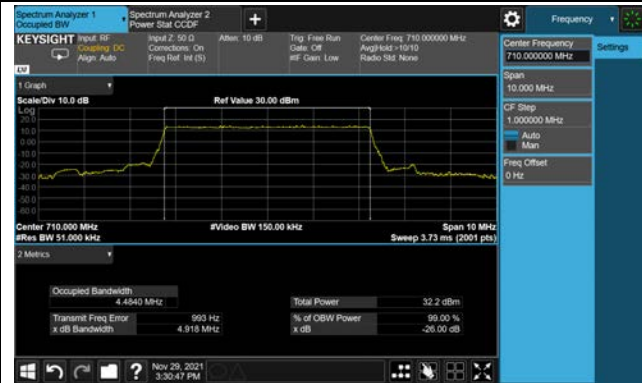 Spectrum Analyzer 1
Occupied BW
Spectrum Analyzer 2
Power Stat CCDF
+
Frequency
KEYSIGHT
Input: RF
Coupling: DC
Align: Auto
Input Z: 50 Ω
Corrections: On
Freq Ref: Int (S)
Atten: 10 dB
Trig: Free Run
Gate: Off
#IF Gain: Low
Center Freq: 710.000000 MHz
Avg|Hold:>10/10
Radio Std: None
LXI
Center Frequency
710.000000 MHz
Settings
Span
10.000 MHz
CF Step
1.000000 MHz
Auto
Man
Freq Offset
0 Hz
1 Graph
Scale/Div 10.0 dB
Ref Value 30.00 dBm
Log
20.0
10.0
0.00
-10.0
-20.0
-30.0
-40.0
-50.0
-60.0
Center 710.000 MHz
#Video BW 150.00 kHz
Span 10 MHz
#Res BW 51.000 kHz
Sweep 3.73 ms (2001 pts)
2 Metrics
Occupied Bandwidth
4.4840 MHz
Total Power
32.2 dBm
Transmit Freq Error
993 Hz
% of OBW Power
99.00 %
x dB Bandwidth
4.918 MHz
x dB
-26.00 dB
?
Nov 29, 2021
3:30:47 PM